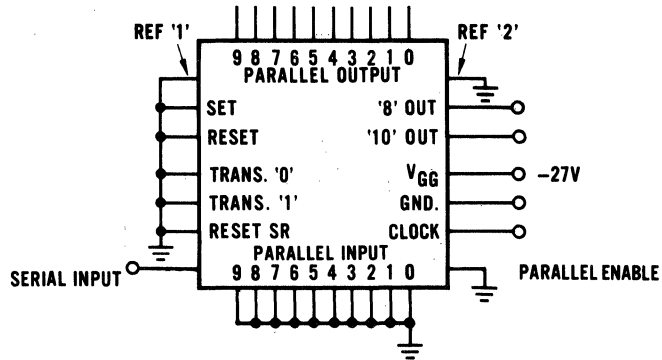 REF '1'
REF '2'
9 8 7 6 5 4 3 2 1 0
PARALLEL OUTPUT
SET
'8' OUT
RESET
'10' OUT
TRANS. '0'
VGG
-27V
TRANS. '1'
GND.
RESET SR
CLOCK
PARALLEL INPUT
SERIAL INPUT
9 8 7 6 5 4 3 2 1 0
PARALLEL ENABLE